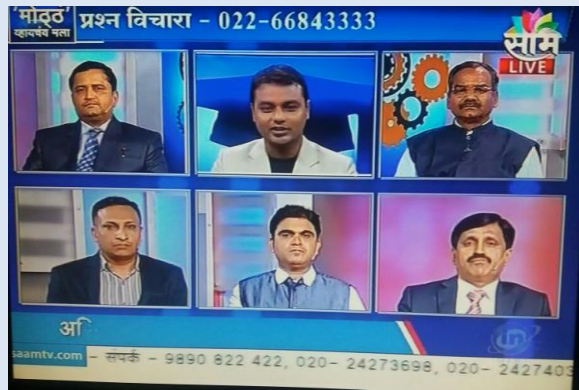 'मोठ्ठं
व्हायचंय मला
प्रश्न विचारा - 022-66843333
साम
LIVE
अ
saamtv.com
- संपर्क - 9890 822 422, 020- 24273698, 020- 2427403